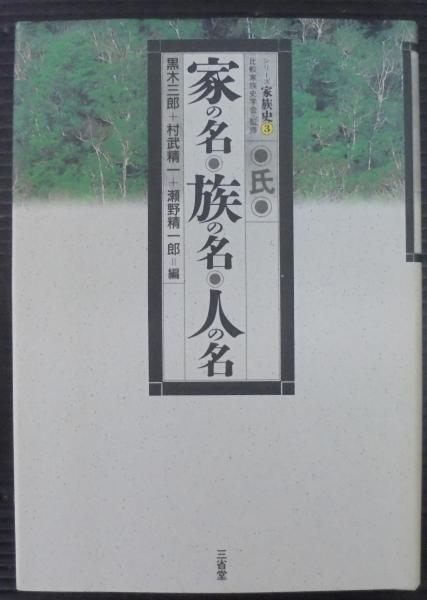 シリーズ家族史3
比較家族史学会=監修
◉氏◉
家の名◉族の名◉人の名
黒木三郎+村武精一+瀬野精一郎=編
三省堂